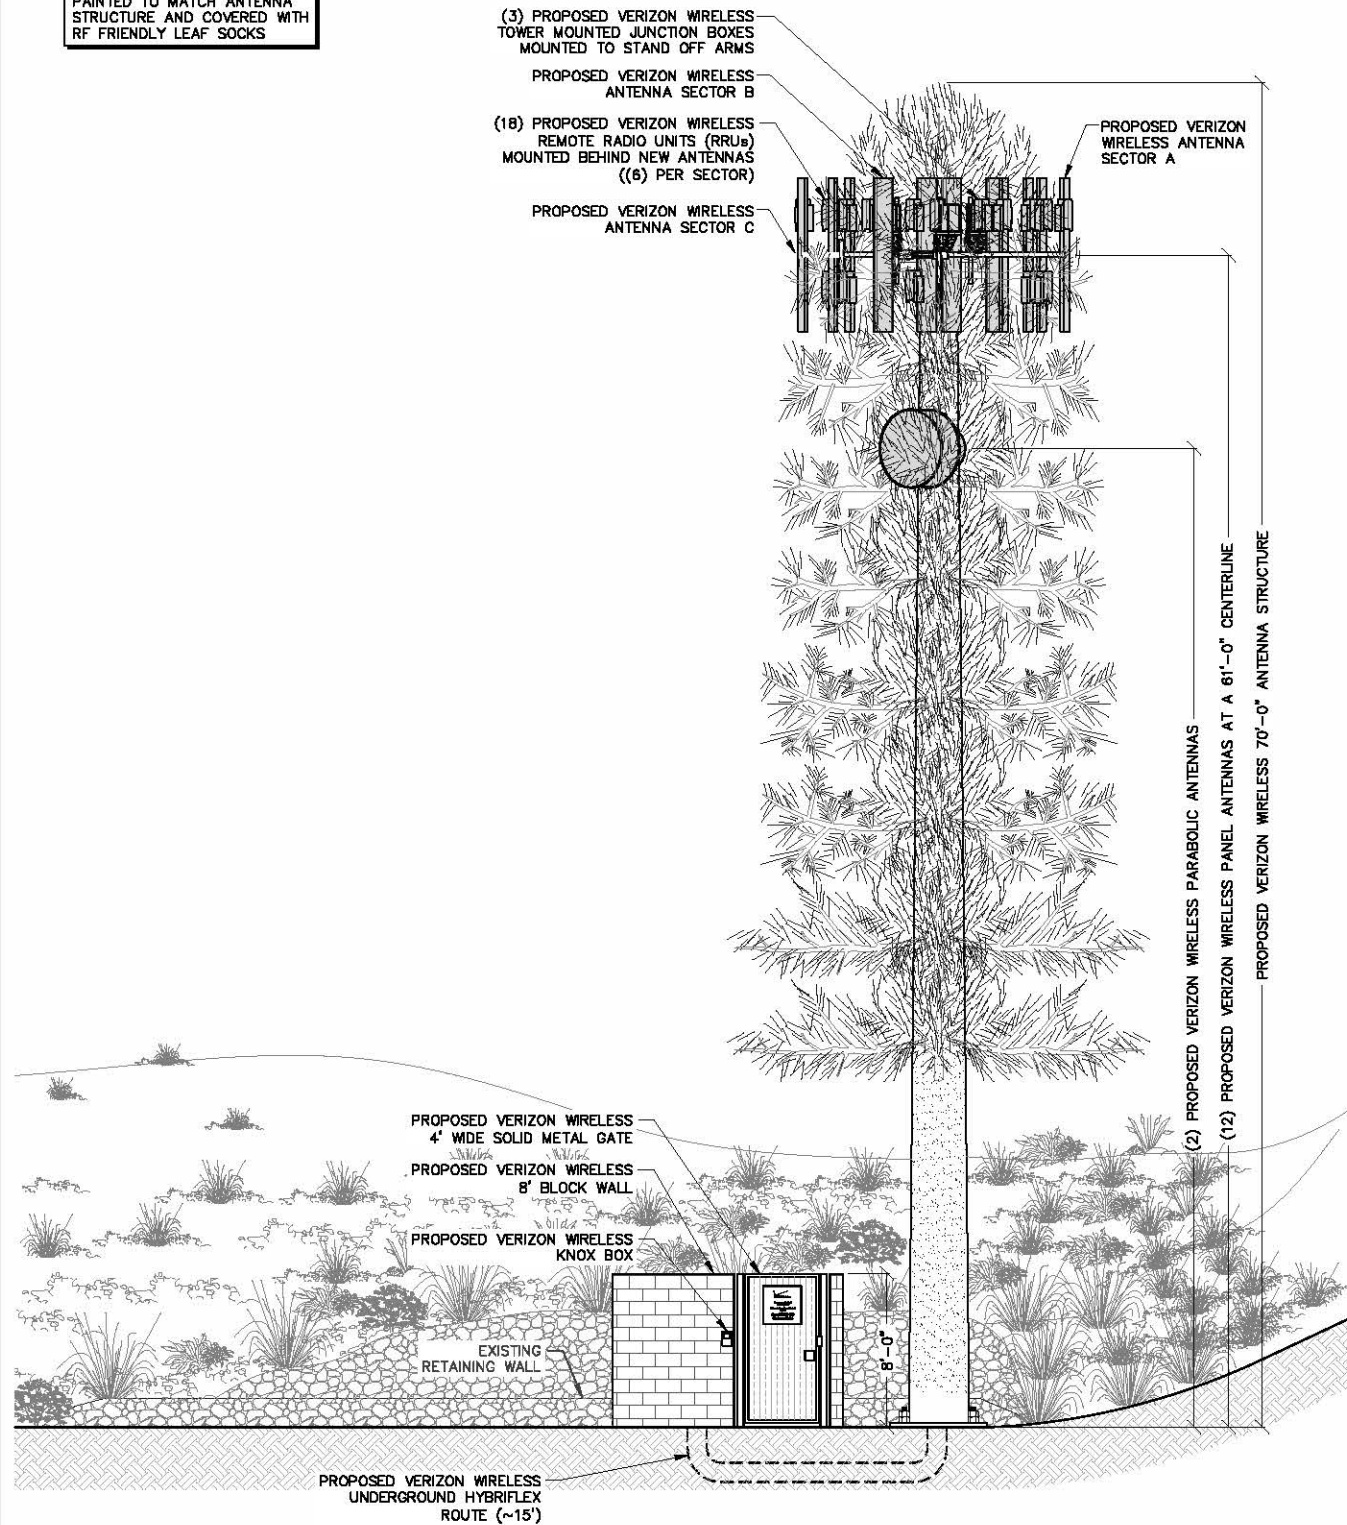 PAINTED TO MATCH ANTENNA
STRUCTURE AND COVERED WITH
RF FRIENDLY LEAF SOCKS
(3) PROPOSED VERIZON WIRELESS
TOWER MOUNTED JUNCTION BOXES
MOUNTED TO STAND OFF ARMS
PROPOSED VERIZON WIRELESS
ANTENNA SECTOR B
(18) PROPOSED VERIZON WIRELESS
REMOTE RADIO UNITS (RRUs)
MOUNTED BEHIND NEW ANTENNAS
((6) PER SECTOR)
PROPOSED VERIZON WIRELESS
ANTENNA SECTOR C
PROPOSED VERIZON
WIRELESS ANTENNA
SECTOR A
(2) PROPOSED VERIZON WIRELESS PARABOLIC ANTENNAS
(12) PROPOSED VERIZON WIRELESS PANEL ANTENNAS AT A 61'-0" CENTERLINE
PROPOSED VERIZON WIRELESS 70'-0" ANTENNA STRUCTURE
PROPOSED VERIZON WIRELESS
4' WIDE SOLID METAL GATE
PROPOSED VERIZON WIRELESS
8' BLOCK WALL
PROPOSED VERIZON WIRELESS
KNOX BOX
EXISTING
RETAINING WALL
8'-0"
PROPOSED VERIZON WIRELESS
UNDERGROUND HYBRIFLEX
ROUTE (~15')